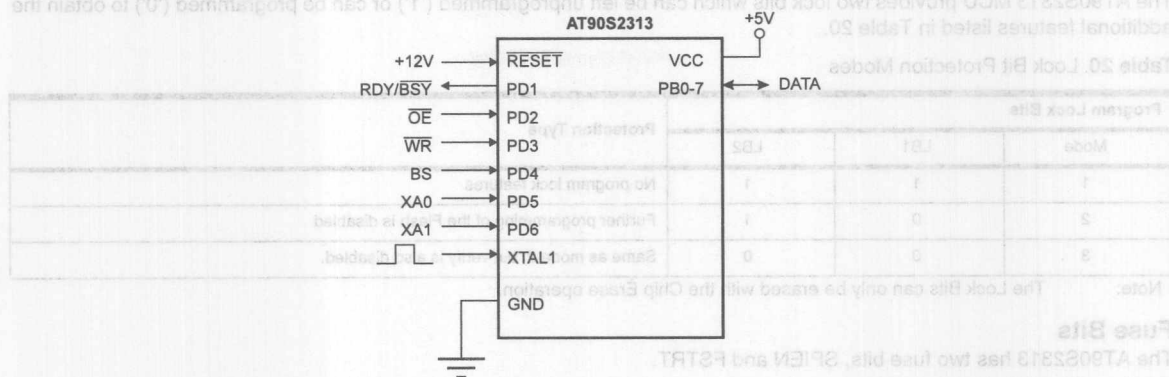 The AT90S2313 MCU provides two lock bits which can be left unprogrammed ("1") or can be programmed ("0") to obtain the
additional features listed in Table 20.
Table 20. Lock Bit Protection Modes
Program Lock Bits
Protection Type
Mode
LB1
LB2
1
1
1
No program lock features
2
0
1
Further programming of the Flash is disabled
3
0
0
Same as mode verify is also disabled.
Note:
The Lock Bits can only be erased with the Chip Erase operation.
Fuse Bits
The AT90S2313 has two fuse bits, SPIEN and FSTRT.
AT90S2313
+5V
+12V
RESET
VCC
RDY/BSY
PD1
PB0-7
DATA
OE
PD2
WR
PD3
BS
PD4
XA0
PD5
XA1
PD6
XTAL1
GND